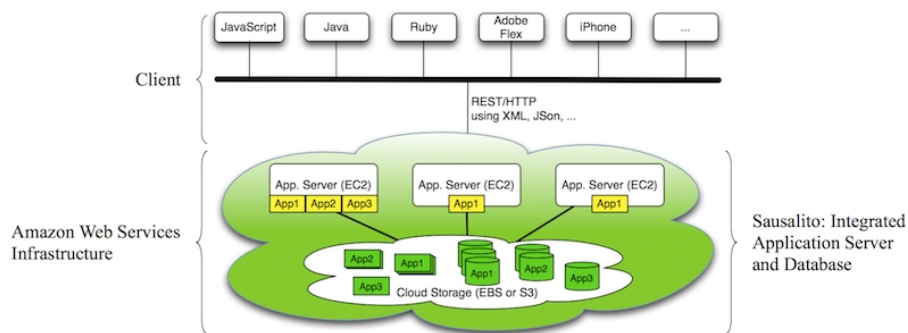 JavaScript
Java
Ruby
Adobe
Flex
iPhone
...
Client
REST/HTTP
using XML, JSon, ...
App. Server (EC2)
App1 App2 App3
App. Server (EC2)
App1
App. Server (EC2)
App1
Amazon Web Services
Infrastructure
Sausalito: Integrated
Application Server
and Database
App2
App1
App3
App1
App2
App3
Cloud Storage (EBS or S3)